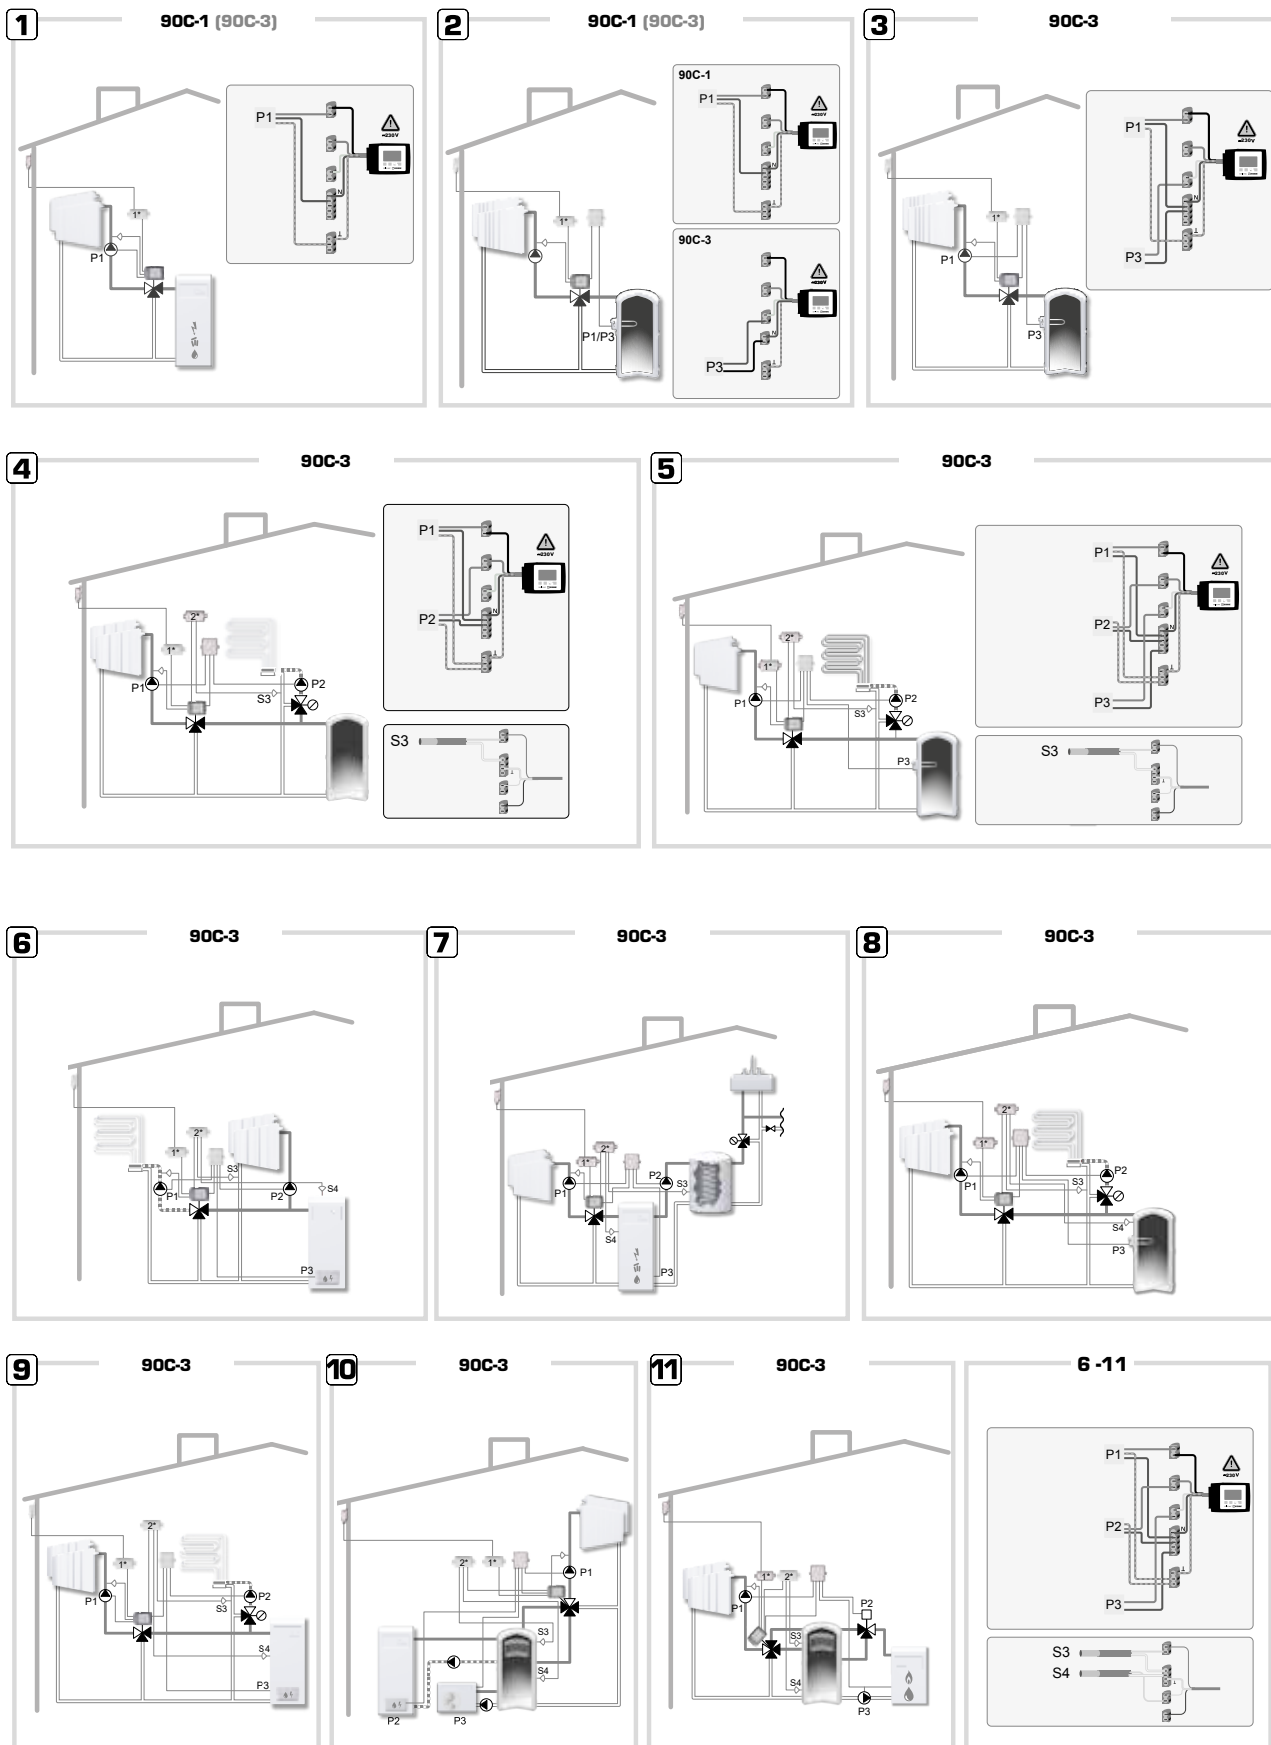 1 90C-1 (90C-3)
P1
~230V
N
1*
P1
2 90C-1 (90C-3)
90C-1
P1
~230V
N
1*
P1/P3
90C-3
P3
~230V
N
3 90C-3
P1
~230V
N
P3
1*
P1
P3
4 90C-3
P1
~230V
N
P2
2*
1*
P1
P2
S3
S3
5 90C-3
P1
~230V
P2
N
P3
2*
1*
P1
P2
S3
P3
S3
6 90C-3
2*
1*
S3
S4
P1
P2
P3
7 90C-3
2*
1*
P2
S3
P1
S4
P3
8 90C-3
2*
1*
P2
P1
S3
S4
P3
9 90C-3
2*
1*
P1
P2
S3
S4
P3
10 90C-3
2*
1*
P1
S3
S4
P2
P3
11 90C-3
1*
2*
P1
P2
S3
S4
P3
6 -11
P1
~230V
P2
N
P3
S3
S4